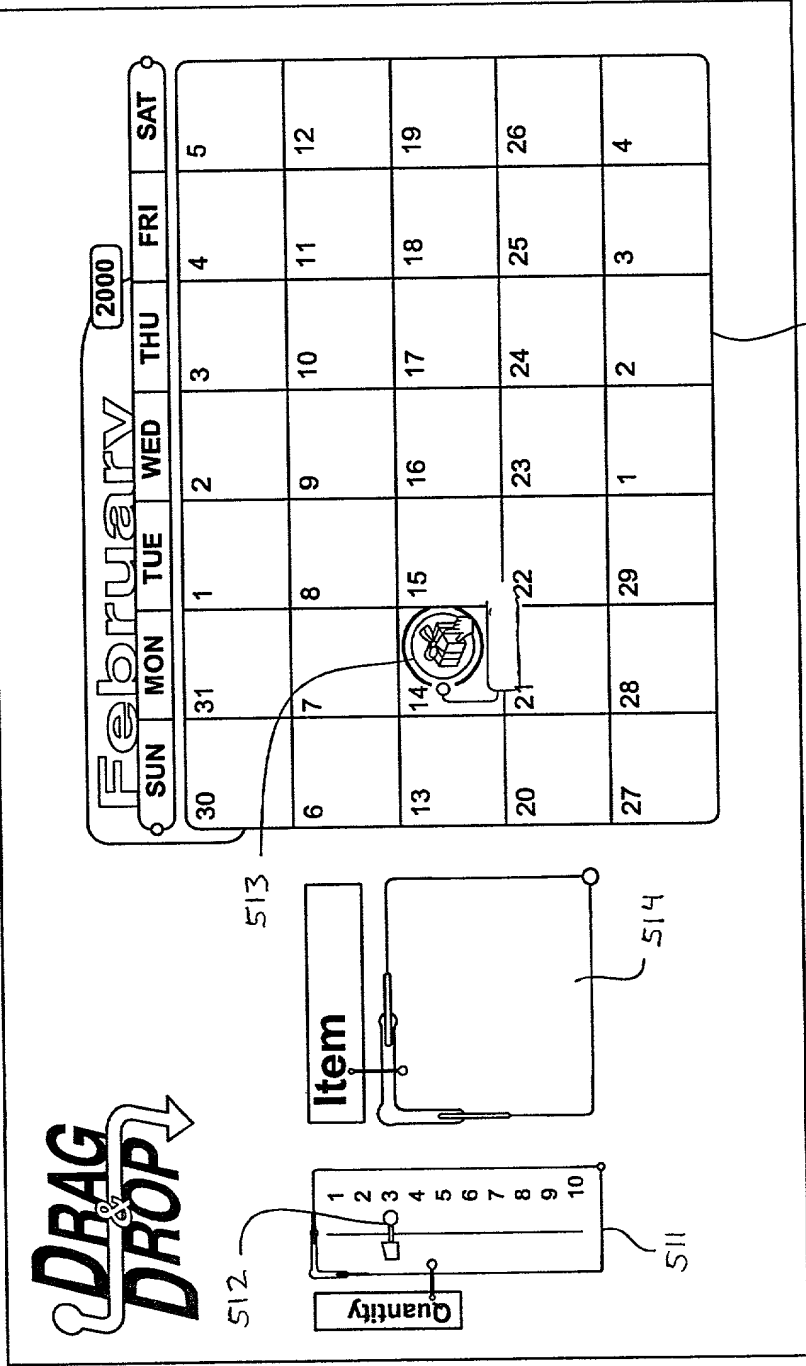 DRAG
&
DROP
Quantity
1
2
3
4
5
6
7
8
9
10
512
511
Item
514
513
February
2000
SUN MON TUE WED THU FRI SAT
30 31 1 2 3 4 5
6 7 8 9 10 11 12
13 14 15 16 17 18 19
20 21 22 23 24 25 26
27 28 29 1 2 3 4